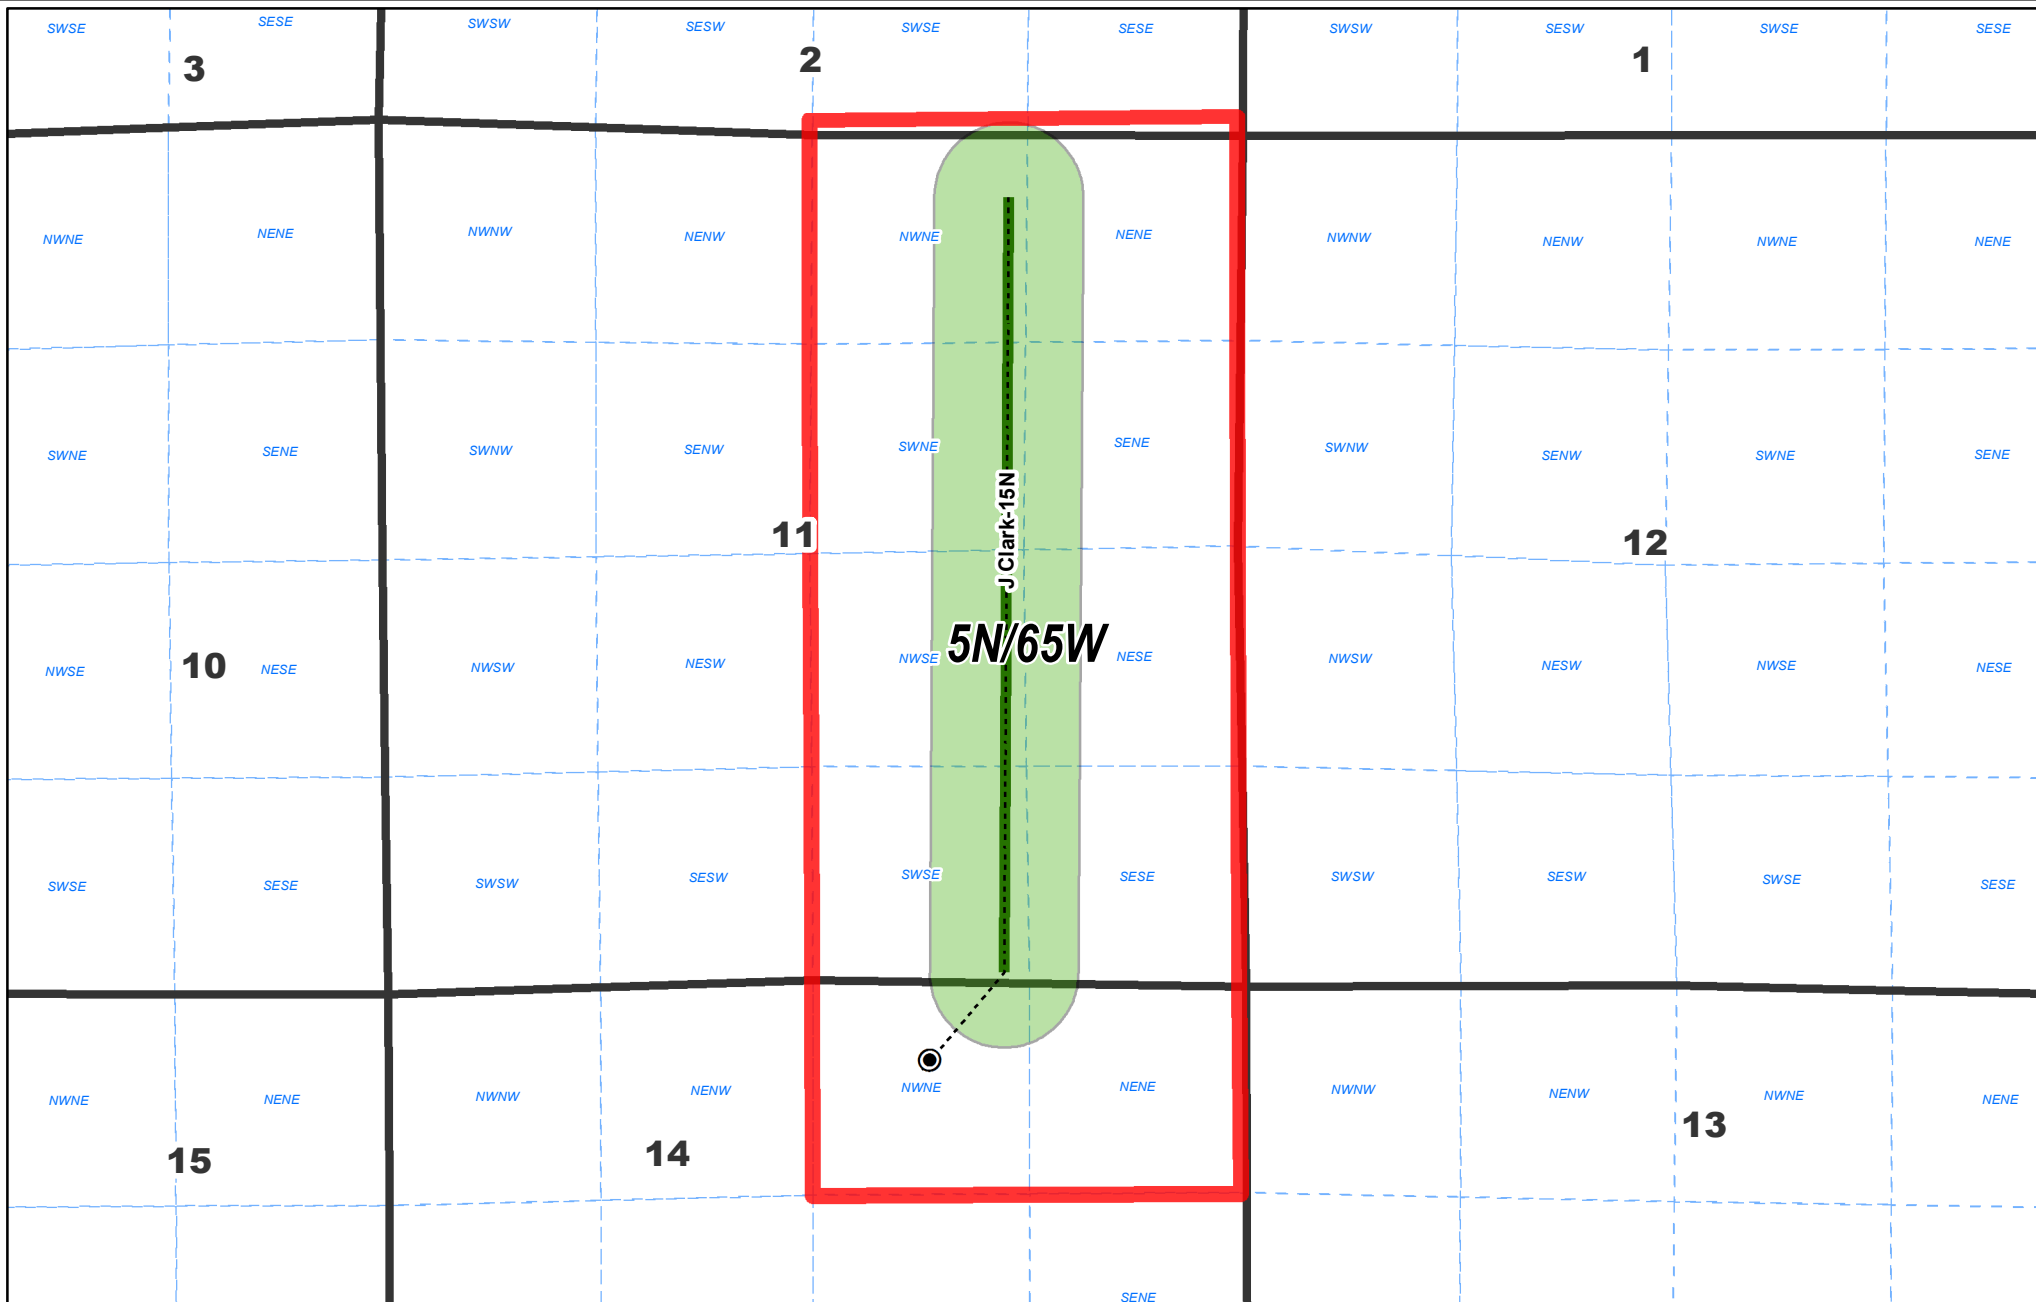 SWSE SESE SWSW SESW SWSE SESE SWSW SESW SWSE SESE
3 2 1
NWNE NENE NWNW NENW NWNE NENE NWNW NENW NWNE NENE
SWNE SENE SWNW SENW SWNE SENE SWNW SENW SWNE SENE
J Clark-15N
11 12
5N/65W
NWSE 10 NESE NWSW NESW NWSE NESE NWSW NESW NWSE NESE
SWSE SESE SWSW SESW SWSE SESE SWSW SESW SWSE SESE
NWNE NENE NWNW NENW NWNE NENE NWNW NENW NWNE NENE
15 14 13
SENE